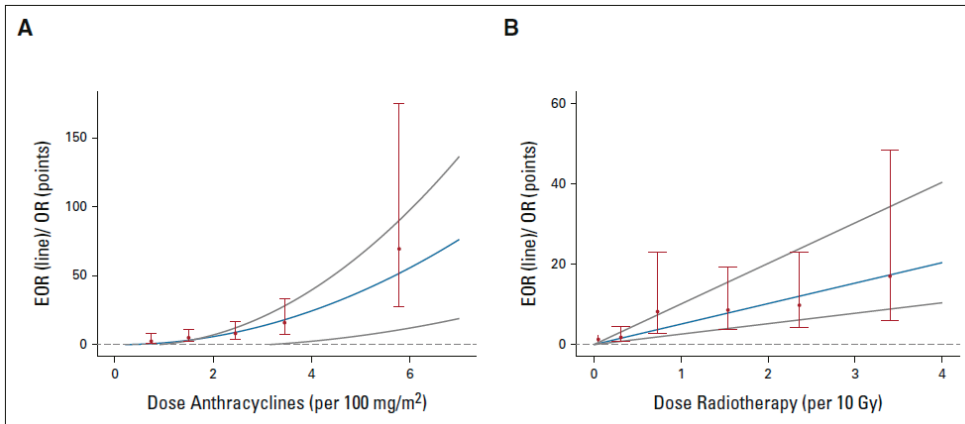 A
EOR (line)/ OR (points)
150
100
50
0
0
2
4
6
Dose Anthracyclines (per 100 mg/m²)
B
EOR (line)/ OR (points)
60
40
20
0
0
1
2
3
4
Dose Radiotherapy (per 10 Gy)